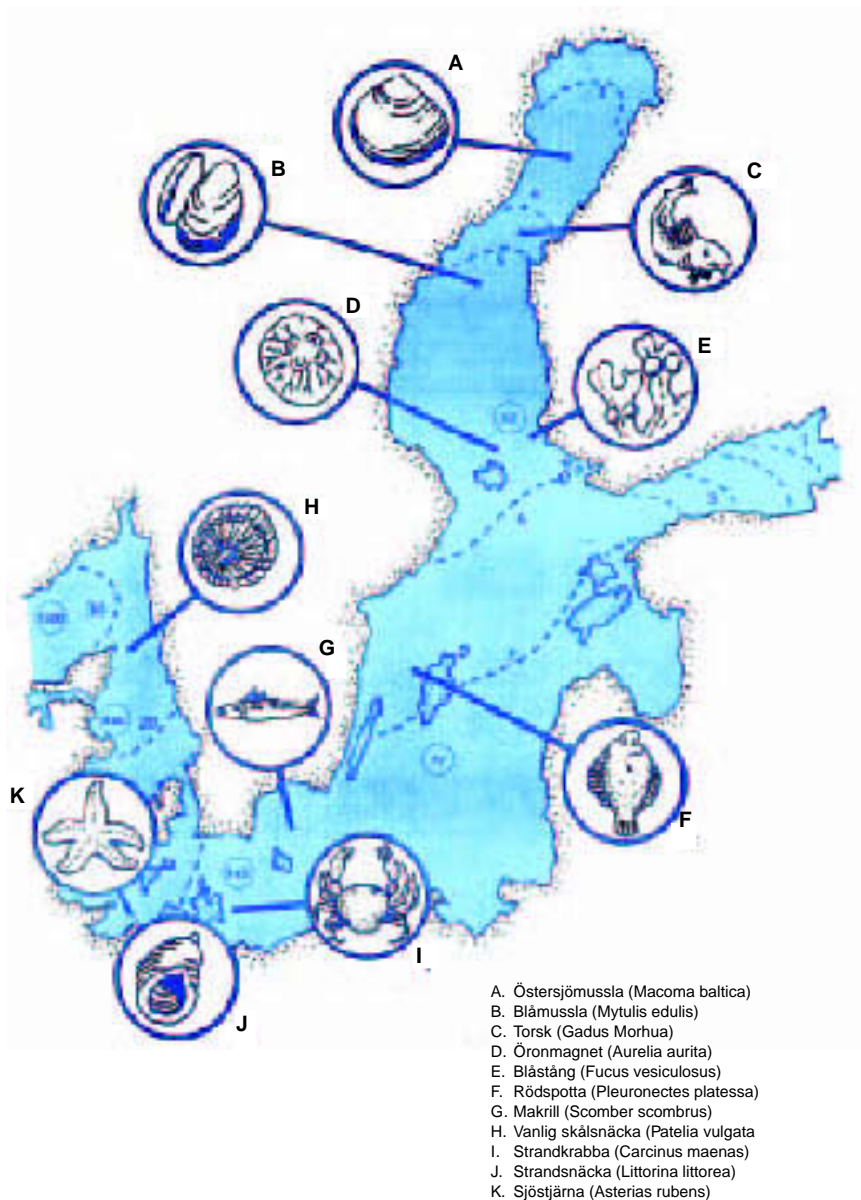 A
B
C
D
E
H
G
K
F
I
J
A. Östersjömussla (Macoma baltica)
B. Blåmussla (Mytulis edulis)
C. Torsk (Gadus Morhua)
D. Öronmagnet (Aurelia aurita)
E. Blåstång (Fucus vesiculosus)
F. Rödspotta (Pleuronectes platessa)
G. Makrill (Scomber scombrus)
H. Vanlig skålsnäcka (Patelia vulgata
I. Strandkrabba (Carcinus maenas)
J. Strandsnäcka (Littorina littorea)
K. Sjöstjärna (Asterias rubens)